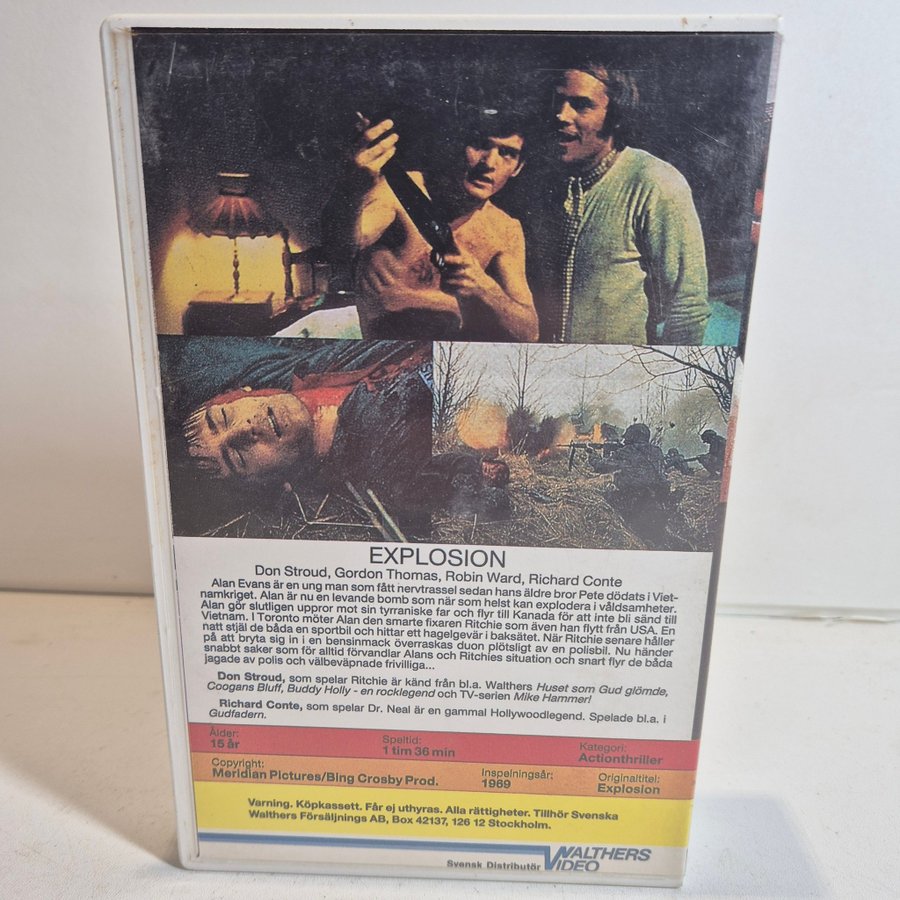 EXPLOSION
Don Stroud, Gordon Thomas, Robin Ward, Richard Conte
Alan Evans är en ung man som fått nervtrassel sedan hans äldre bror Pete dödats i Viet-
namkriget. Alan är nu en levande bomb som när som helst kan explodera i våldsamheter.
Alan gör slutligen uppror mot sin tyrraniske far och flyr till Kanada för att inte bli sänd till
Vietnam. I Toronto möter Alan den smarte fixaren Ritchie som även han flytt från USA. En
natt stjäl de båda en sportbil och hittar ett hagelgevär i baksätet. När Ritchie senare håller
på att bryta sig in i en bensinmack överraskas duon plötsligt av en polisbil. Nu händer
snabbt saker som för alltid förvandlar Alans och Ritchies situation och snart flyr de båda
jagade av polis och välbeväpnade frivilliga...
Don Stroud, som spelar Ritchie är känd från bl.a. Walthers Huset som Gud glömde,
Coogans Bluff, Buddy Holly - en rocklegend och TV-serien Mike Hammer!
Richard Conte, som spelar Dr. Neal är en gammal Hollywoodlegend. Spelade bl.a. i
Gudfadern.
Ålder:
15 år
Speltid:
1 tim 36 min
Kategori:
Actionthriller
Copyright:
Meridian Pictures/Bing Crosby Prod.
Inspelningsår:
1969
Originaltitel:
Explosion
Varning. Köpkassett. Får ej uthyras. Alla rättigheter. Tillhör Svenska
Walthers Försäljnings AB, Box 42137, 126 12 Stockholm.
Svensk Distributör
WALTHERS
VIDEO